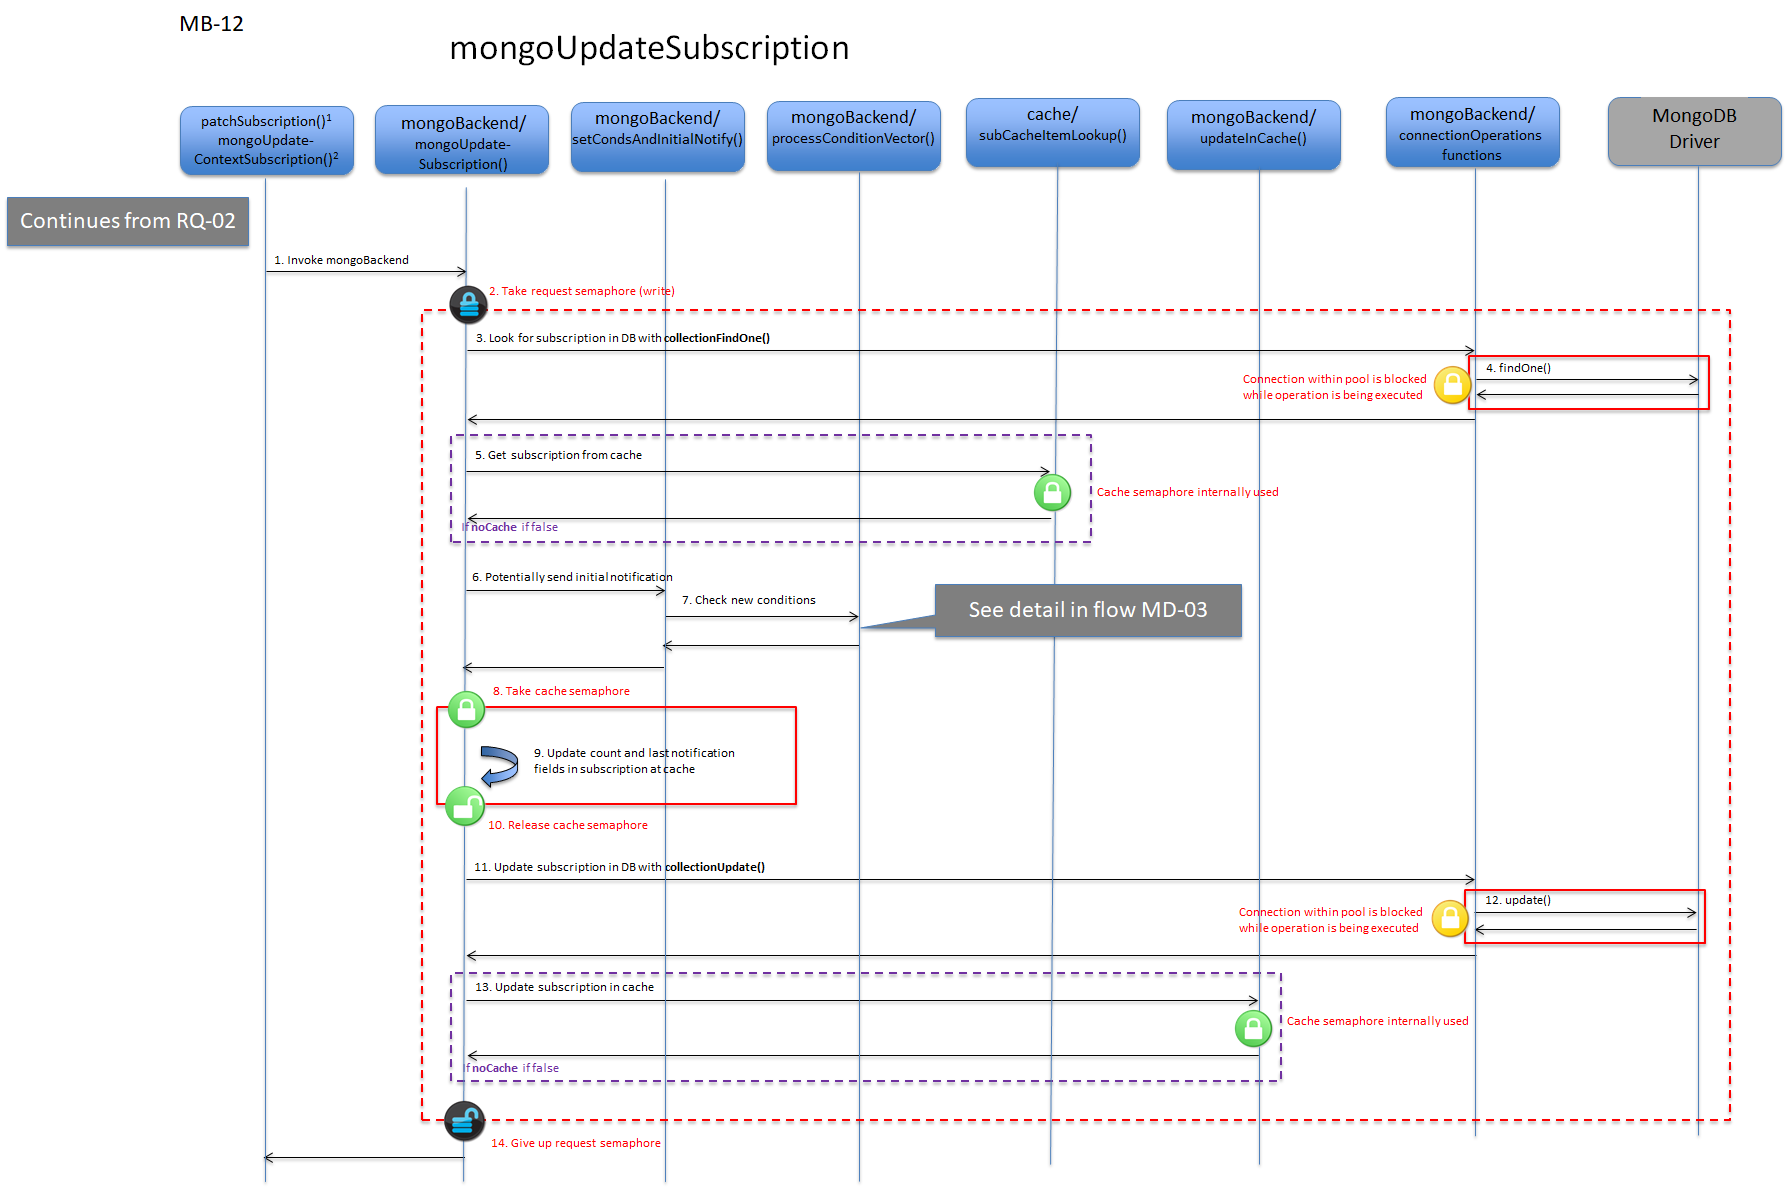 MB-12
mongoUpdateSubscription
patchSubscription()1
mongoUpdate-
ContextSubscription()2
mongoBackend/
mongoUpdate-
Subscription()
mongoBackend/
setCondsAndInitialNotify()
mongoBackend/
processConditionVector()
cache/
subCacheItemLookup()
mongoBackend/
updateInCache()
mongoBackend/
connectionOperations
functions
MongoDB
Driver
Continues from RQ-02
1. Invoke mongoBackend
2. Take request semaphore (write)
3. Look for subscription in DB with collectionFindOne()
4. findOne()
Connection within pool is blocked
while operation is being executed
5. Get subscription from cache
Cache semaphore internally used
If noCache if false
6. Potentially send initial notification
7. Check new conditions
See detail in flow MD-03
8. Take cache semaphore
9. Update count and last notification
fields in subscription at cache
10. Release cache semaphore
11. Update subscription in DB with collectionUpdate()
12. update()
Connection within pool is blocked
while operation is being executed
13. Update subscription in cache
Cache semaphore internally used
If noCache if false
14. Give up request semaphore